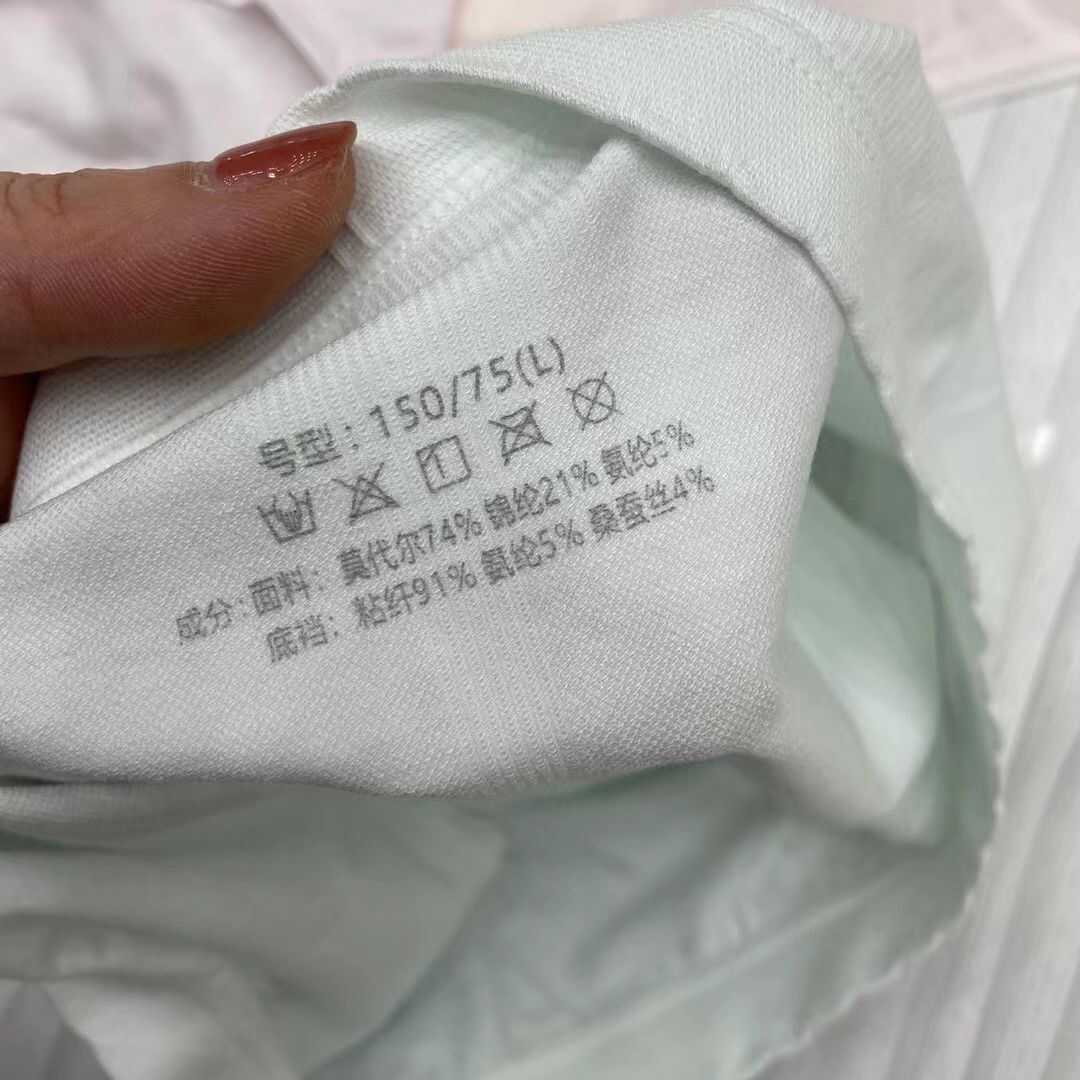 号型：150/75(L)
成分：面料：莫代尔74% 锦纶21% 氨纶5%
底裆：粘纤91% 氨纶5% 桑蚕丝4%